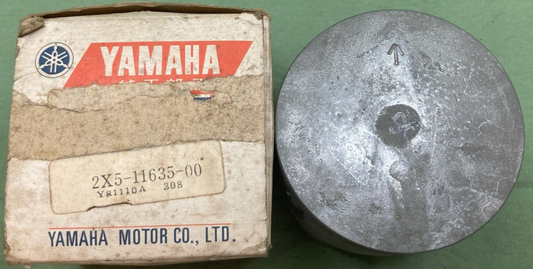 YAMAHA
2X5-11635-00
Y81110A 308
YAMAHA MOTOR CO., LTD.